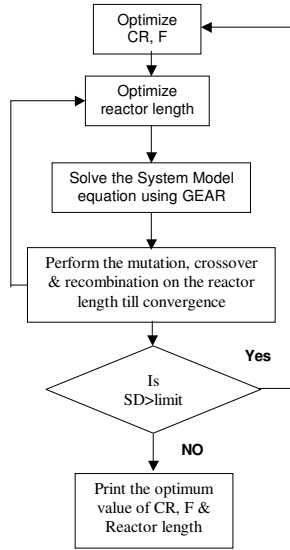 Optimize
CR, F
Optimize
reactor length
Solve the System Model
equation using GEAR
Perform the mutation, crossover
& recombination on the reactor
length till convergence
Yes
Is
SD>limit
NO
Print the optimum
value of CR, F &
Reactor length